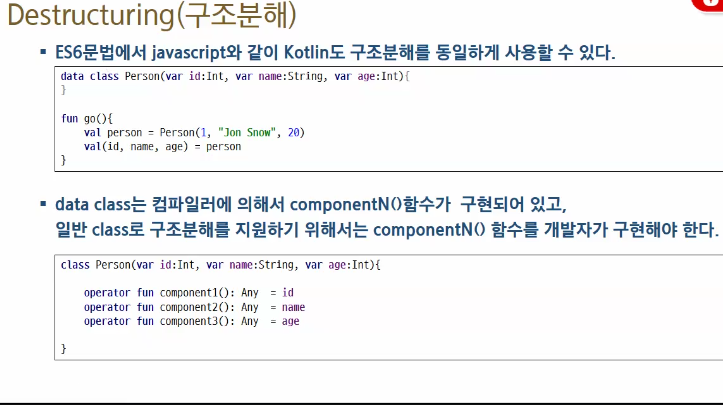 Destructuring(구조분해)
▪ ES6문법에서 javascript와 같이 Kotlin도 구조분해를 동일하게 사용할 수 있다.
data class Person(var id:Int, var name:String, var age:Int){
}
fun go(){
val person = Person(1, "Jon Snow", 20)
val(id, name, age) = person
}
▪ data class는 컴파일러에 의해서 componentN()함수가 구현되어 있고,
일반 class로 구조분해를 지원하기 위해서는 componentN() 함수를 개발자가 구현해야 한다.
class Person(var id:Int, var name:String, var age:Int){
operator fun component1(): Any = id
operator fun component2(): Any = name
operator fun component3(): Any = age
}